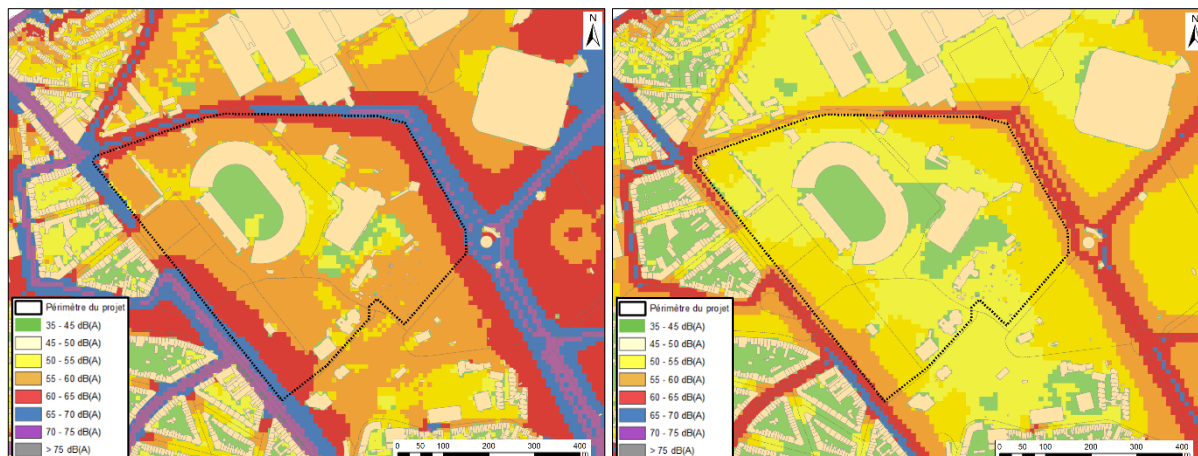 N
Périmètre du projet
35 - 45 dB(A)
45 - 50 dB(A)
50 - 55 dB(A)
55 - 60 dB(A)
60 - 65 dB(A)
65 - 70 dB(A)
70 - 75 dB(A)
> 75 dB(A)
0 50 100 200 300 400
m
N
Périmètre du projet
35 - 45 dB(A)
45 - 50 dB(A)
50 - 55 dB(A)
55 - 60 dB(A)
60 - 65 dB(A)
65 - 70 dB(A)
70 - 75 dB(A)
> 75 dB(A)
0 50 100 200 300 400
m